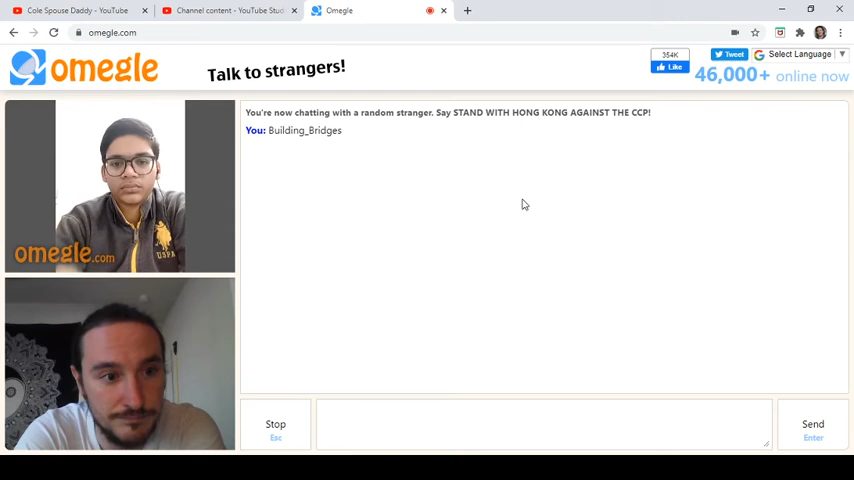 Cole Spouse Daddy - YouTube
Channel content - YouTube Stud
Omegle
omegle.com
omegle
Talk to strangers!
354K
Like
Tweet
Select Language
46,000+ online now
You're now chatting with a random stranger. Say STAND WITH HONG KONG AGAINST THE CCP!
You: Building_Bridges
USPA
omegle.com
Stop
Esc
Send
Enter